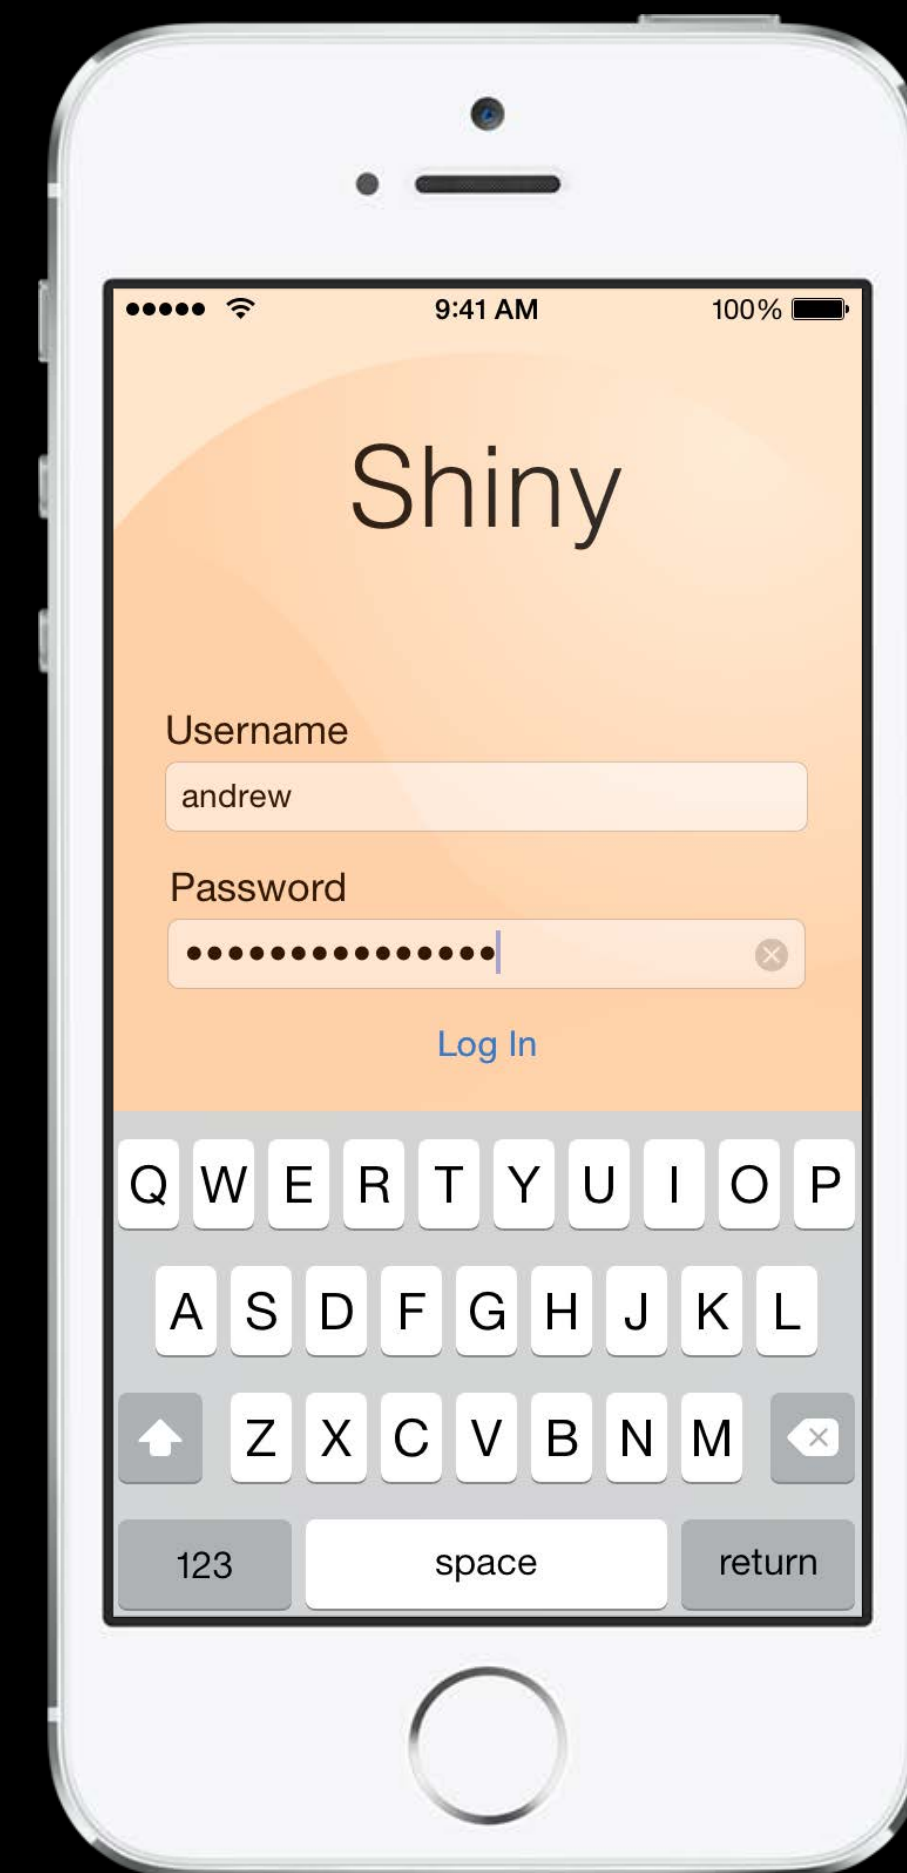 9:41 AM 100%
Shiny
Username
andrew
Password
•••••••••••••••
Log In
Q W E R T Y U I O P
A S D F G H J K L
Z X C V B N M
123 space return